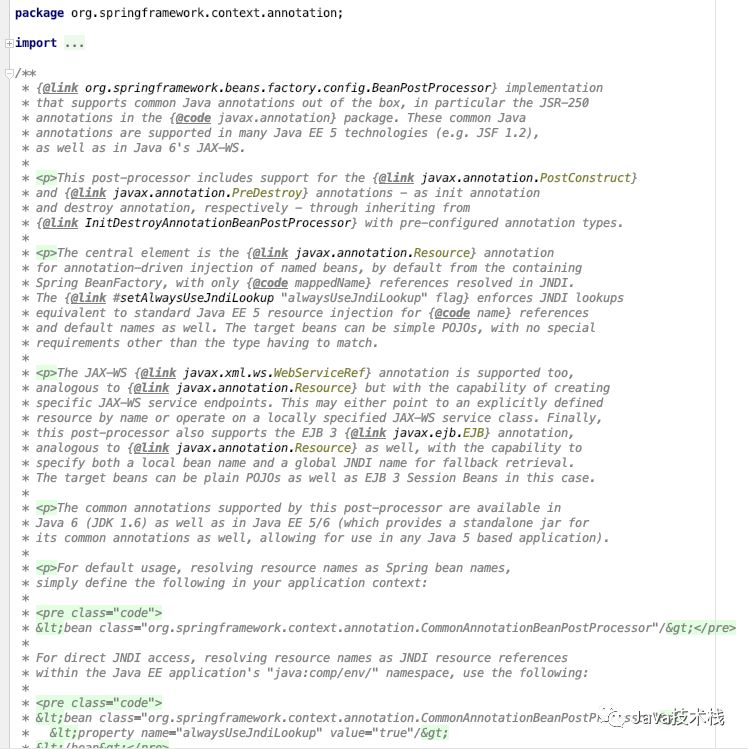 package org.springframework.context.annotation;
import ...
/**
* {@link org.springframework.beans.factory.config.BeanPostProcessor} implementation
* that supports common Java annotations out of the box, in particular the JSR-250
* annotations in the {@code javax.annotation} package. These common Java
* annotations are supported in many Java EE 5 technologies (e.g. JSF 1.2),
* as well as in Java 6's JAX-WS.
*
* <p>This post-processor includes support for the {@link javax.annotation.PostConstruct}
* and {@link javax.annotation.PreDestroy} annotations - as init annotation
* and destroy annotation, respectively - through inheriting from
* {@link InitDestroyAnnotationBeanPostProcessor} with pre-configured annotation types.
*
* <p>The central element is the {@link javax.annotation.Resource} annotation
* for annotation-driven injection of named beans, by default from the containing
* Spring BeanFactory, with only {@code mappedName} references resolved in JNDI.
* The {@link #setAlwaysUseJndiLookup "alwaysUseJndiLookup" flag} enforces JNDI lookups
* equivalent to standard Java EE 5 resource injection for {@code name} references
* and default names as well. The target beans can be simple POJOs, with no special
* requirements other than the type having to match.
*
* <p>The JAX-WS {@link javax.xml.ws.WebServiceRef} annotation is supported too,
* analogous to {@link javax.annotation.Resource} but with the capability of creating
* specific JAX-WS service endpoints. This may either point to an explicitly defined
* resource by name or operate on a locally specified JAX-WS service class. Finally,
* this post-processor also supports the EJB 3 {@link javax.ejb.EJB} annotation,
* analogous to {@link javax.annotation.Resource} as well, with the capability to
* specify both a local bean name and a global JNDI name for fallback retrieval.
* The target beans can be plain POJOs as well as EJB 3 Session Beans in this case.
*
* <p>The common annotations supported by this post-processor are available in
* Java 6 (JDK 1.6) as well as in Java EE 5/6 (which provides a standalone jar for
* its common annotations as well, allowing for use in any Java 5 based application).
*
* <p>For default usage, resolving resource names as Spring bean names,
* simply define the following in your application context:
*
* <pre class="code">
* &lt;bean class="org.springframework.context.annotation.CommonAnnotationBeanPostProcessor"/&gt;</pre>
*
* For direct JNDI access, resolving resource names as JNDI resource references
* within the Java EE application's "java:comp/env/" namespace, use the following:
*
* <pre class="code">
* &lt;bean class="org.springframework.context.annotation.CommonAnnotationBeanPostPr
Java技术栈
* &lt;property name="alwaysUseJndiLookup" value="true"/&gt;
* &lt;/bean&gt;</pre>